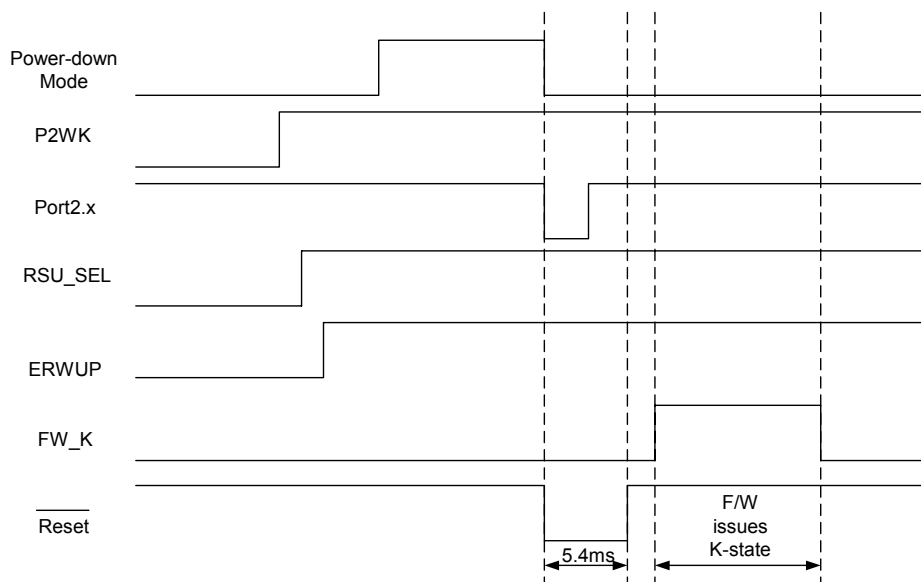 Power-down
Mode
P2WK
Port2.x
RSU_SEL
ERWUP
FW_K
Reset
5.4ms
F/W
issues
K-state